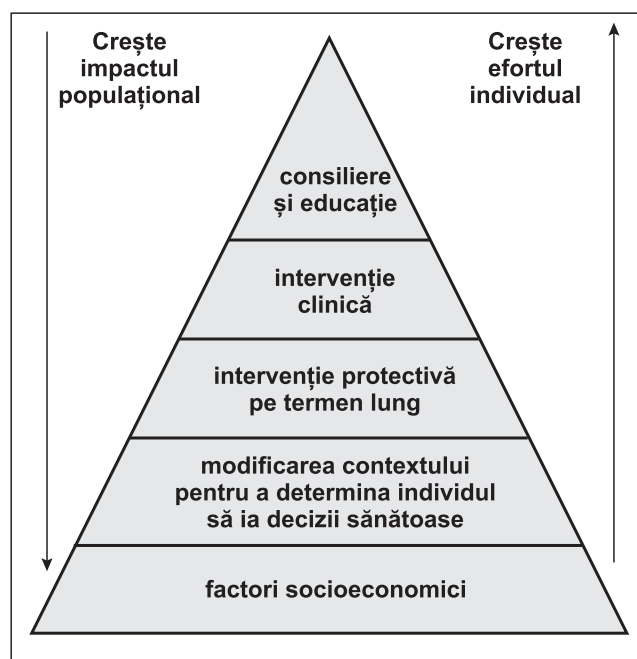 Crește
impactul
populațional
Crește
efortul
individual
consiliere
și educație
intervenție
clinică
intervenție protectivă
pe termen lung
modificarea contextului
pentru a determina individul
să ia decizii sănătoase
factori socioeconomici